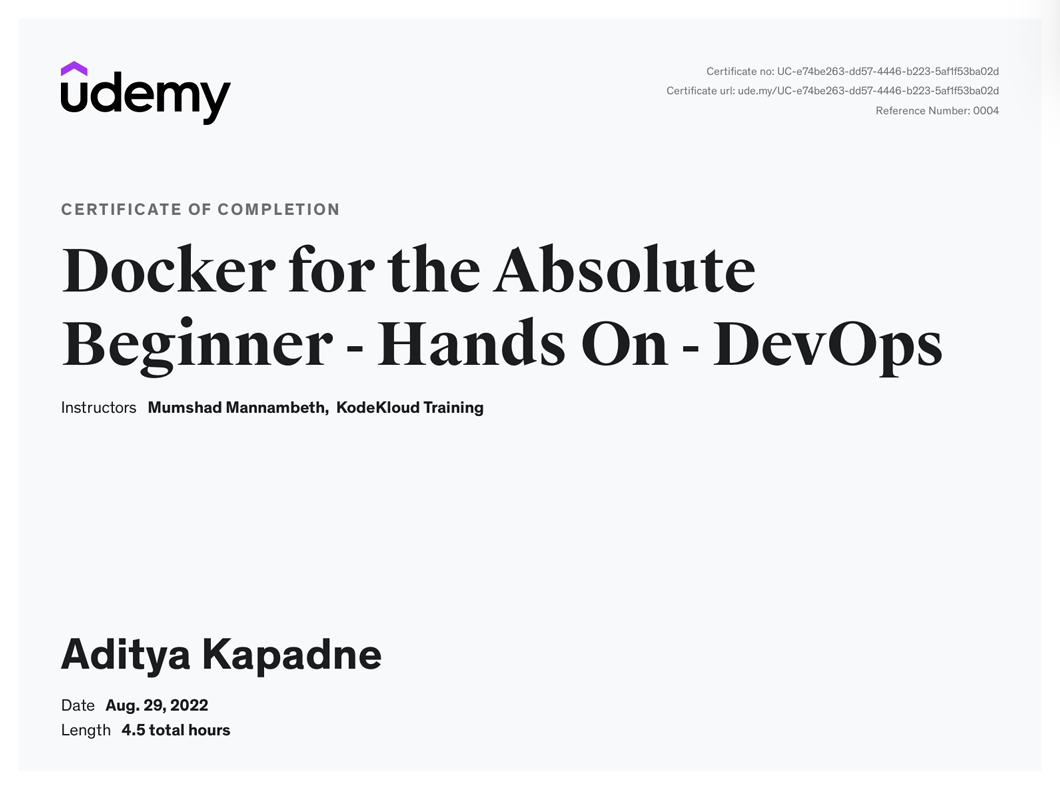 udemy
Certificate no: UC-e74be263-dd57-4446-b223-5af1f53ba02d
Certificate url: ude.my/UC-e74be263-dd57-4446-b223-5af1f53ba02d
Reference Number: 0004
CERTIFICATE OF COMPLETION
Docker for the Absolute
Beginner - Hands On - DevOps
Instructors Mumshad Mannambeth, KodeKloud Training
Aditya Kapadne
Date Aug. 29, 2022
Length 4.5 total hours